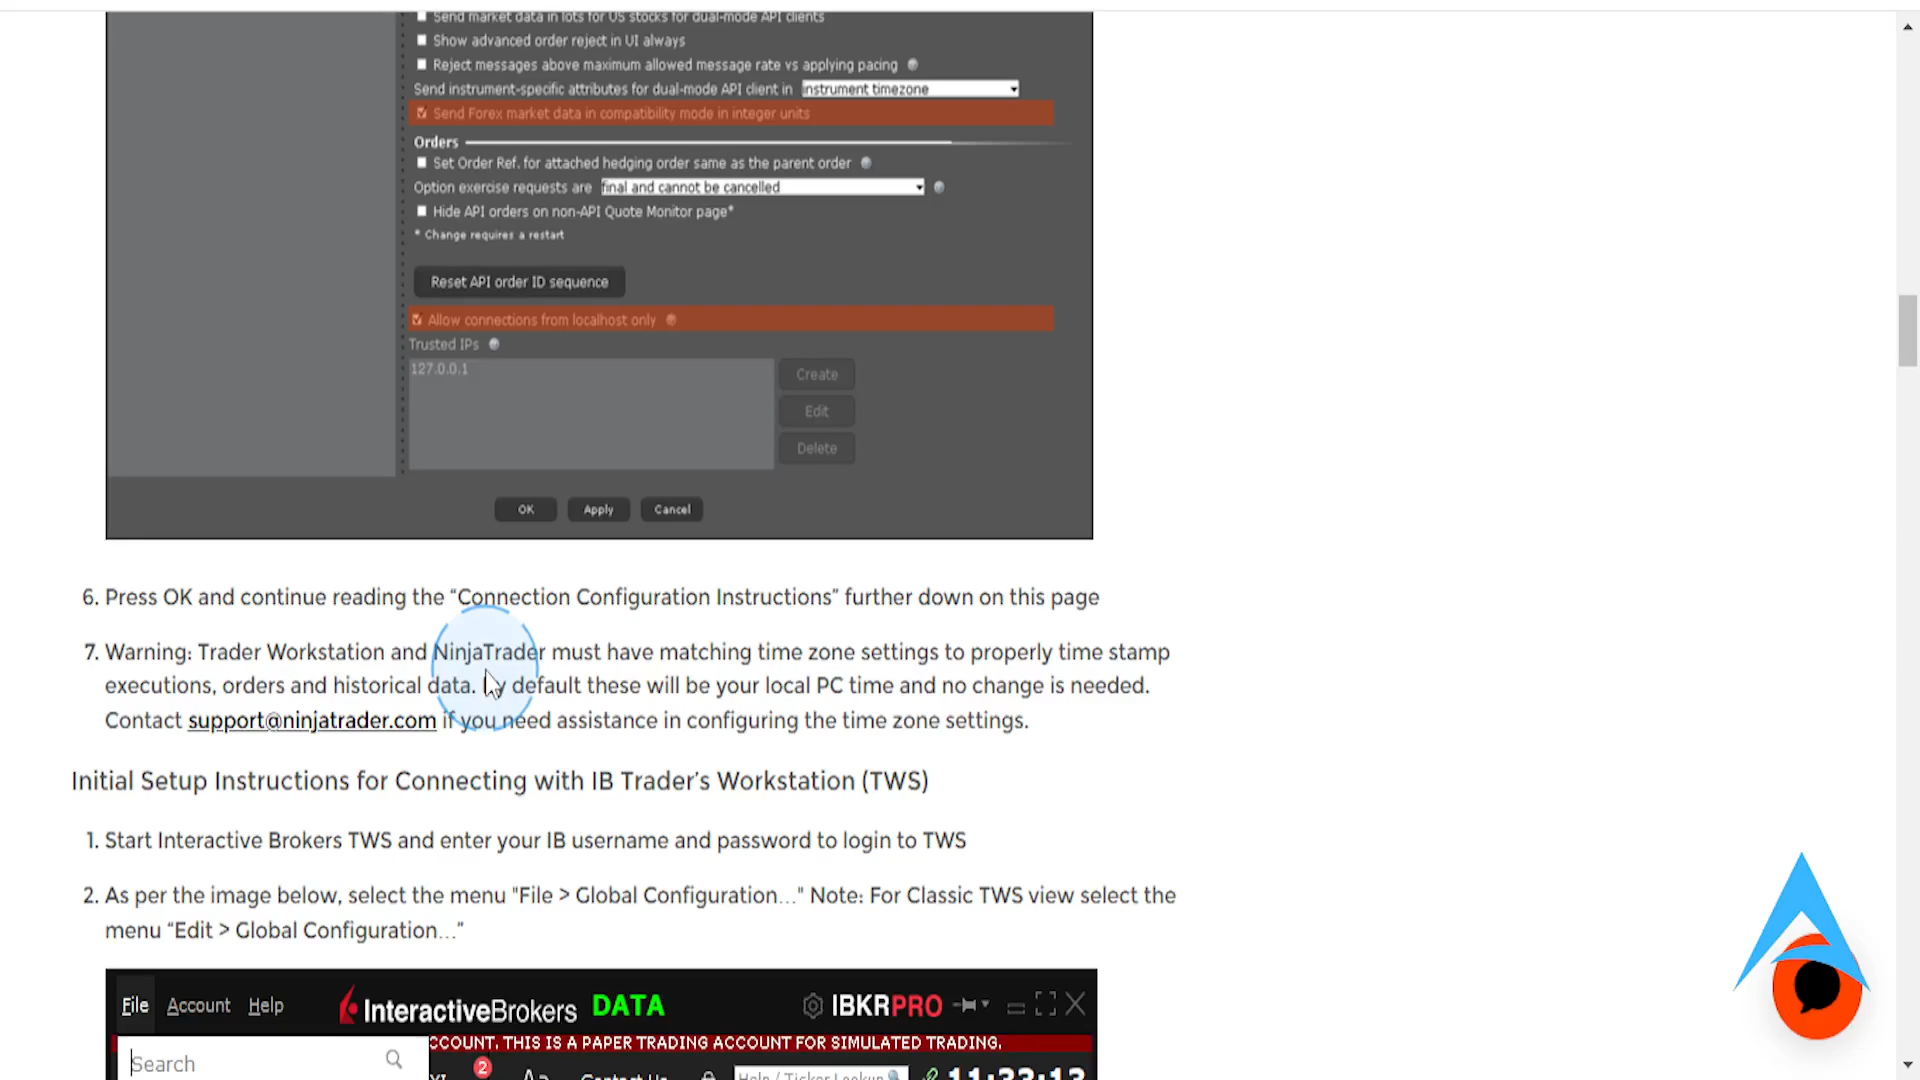 Send market data in lots for US stocks for dual-mode API clients
Show advanced order reject in UI always
Reject messages above maximum allowed message rate vs applying pacing
Send instrument-specific attributes for dual-mode API client in instrument timezone
Send Forex market data in compatibility mode in integer units
Orders
Set Order Ref. for attached hedging order same as the parent order
Option exercise requests are final and cannot be cancelled
Hide API orders on non-API Quote Monitor page*
* Change requires a restart
Reset API order ID sequence
Allow connections from localhost only
Trusted IPs
127.0.0.1
Create
Edit
Delete
OK Apply Cancel
6. Press OK and continue reading the “Connection Configuration Instructions” further down on this page
7. Warning: Trader Workstation and NinjaTrader must have matching time zone settings to properly time stamp
executions, orders and historical data. By default these will be your local PC time and no change is needed.
Contact support@ninjatrader.com if you need assistance in configuring the time zone settings.
Initial Setup Instructions for Connecting with IB Trader’s Workstation (TWS)
1. Start Interactive Brokers TWS and enter your IB username and password to login to TWS
2. As per the image below, select the menu "File > Global Configuration…" Note: For Classic TWS view select the
menu “Edit > Global Configuration…”
File Account Help InteractiveBrokers DATA IBKRPRO
CCOUNT. THIS IS A PAPER TRADING ACCOUNT FOR SIMULATED TRADING.
Search
2
Aa Contact Us Help / Ticker Lookup 11:33:13